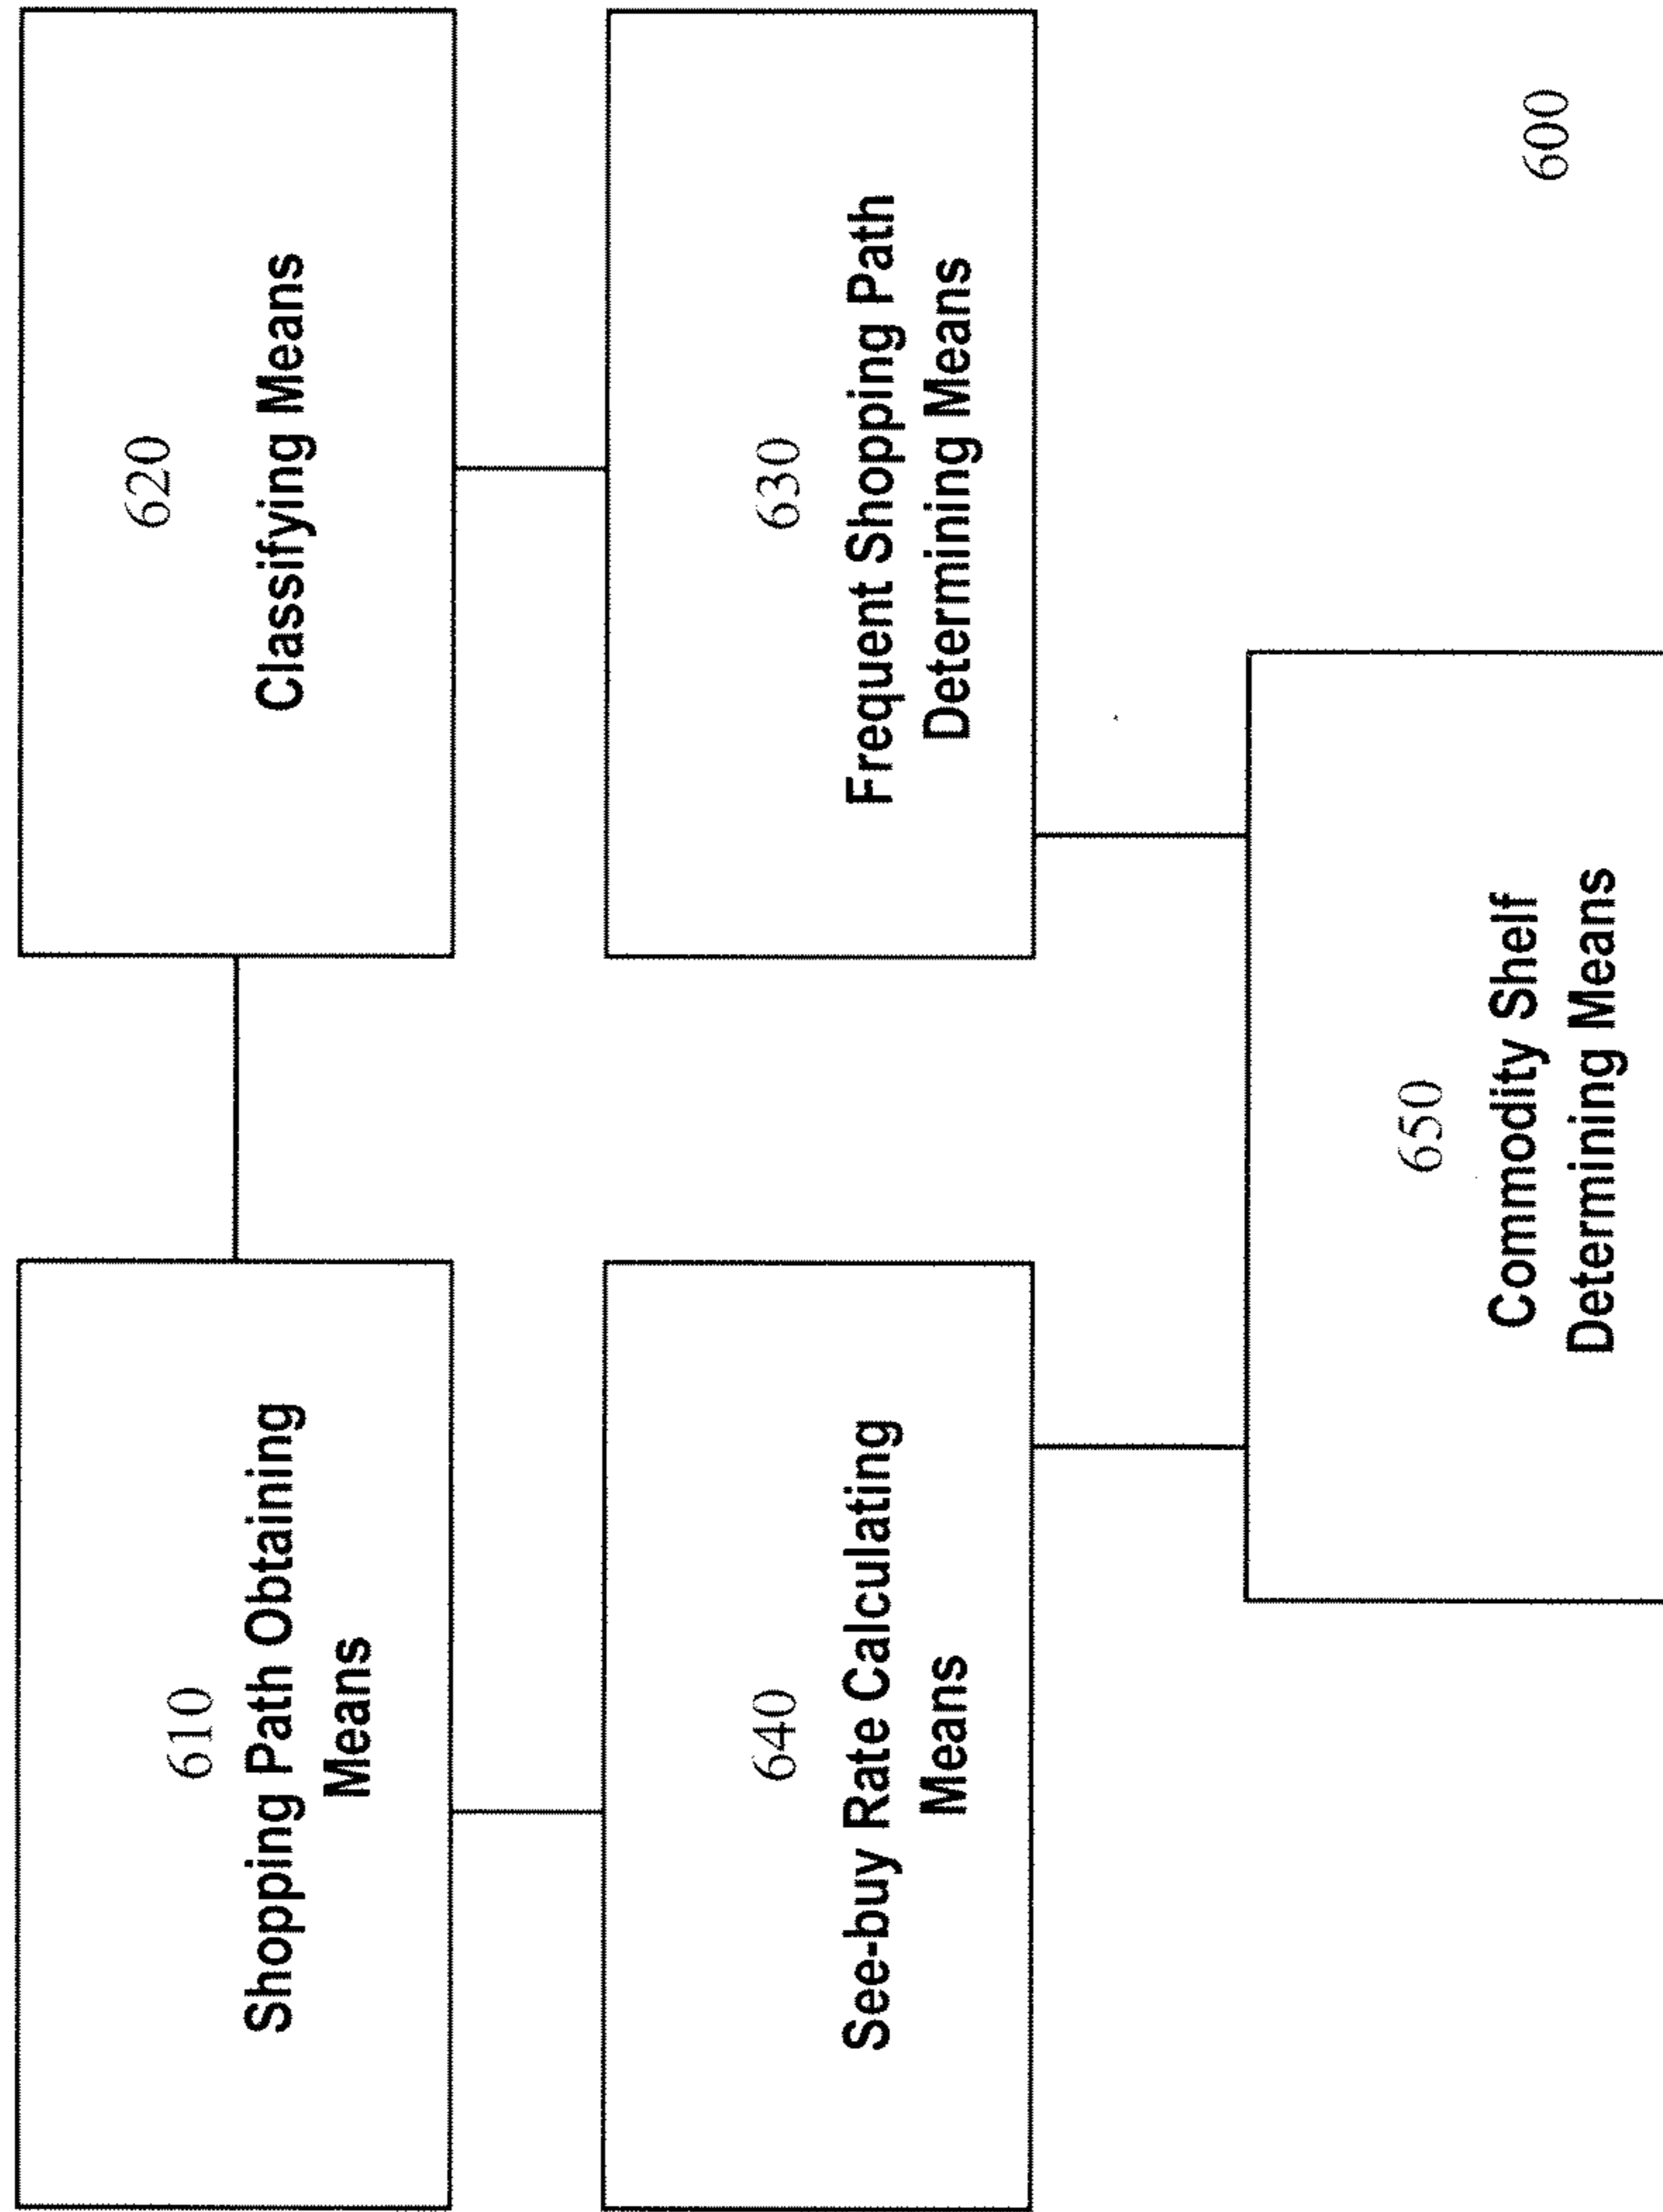 610
Shopping Path Obtaining
Means
620
Classifying Means
640
See-buy Rate Calculating
Means
630
Frequent Shopping Path
Determining Means
650
Commodity Shelf
Determining Means
600